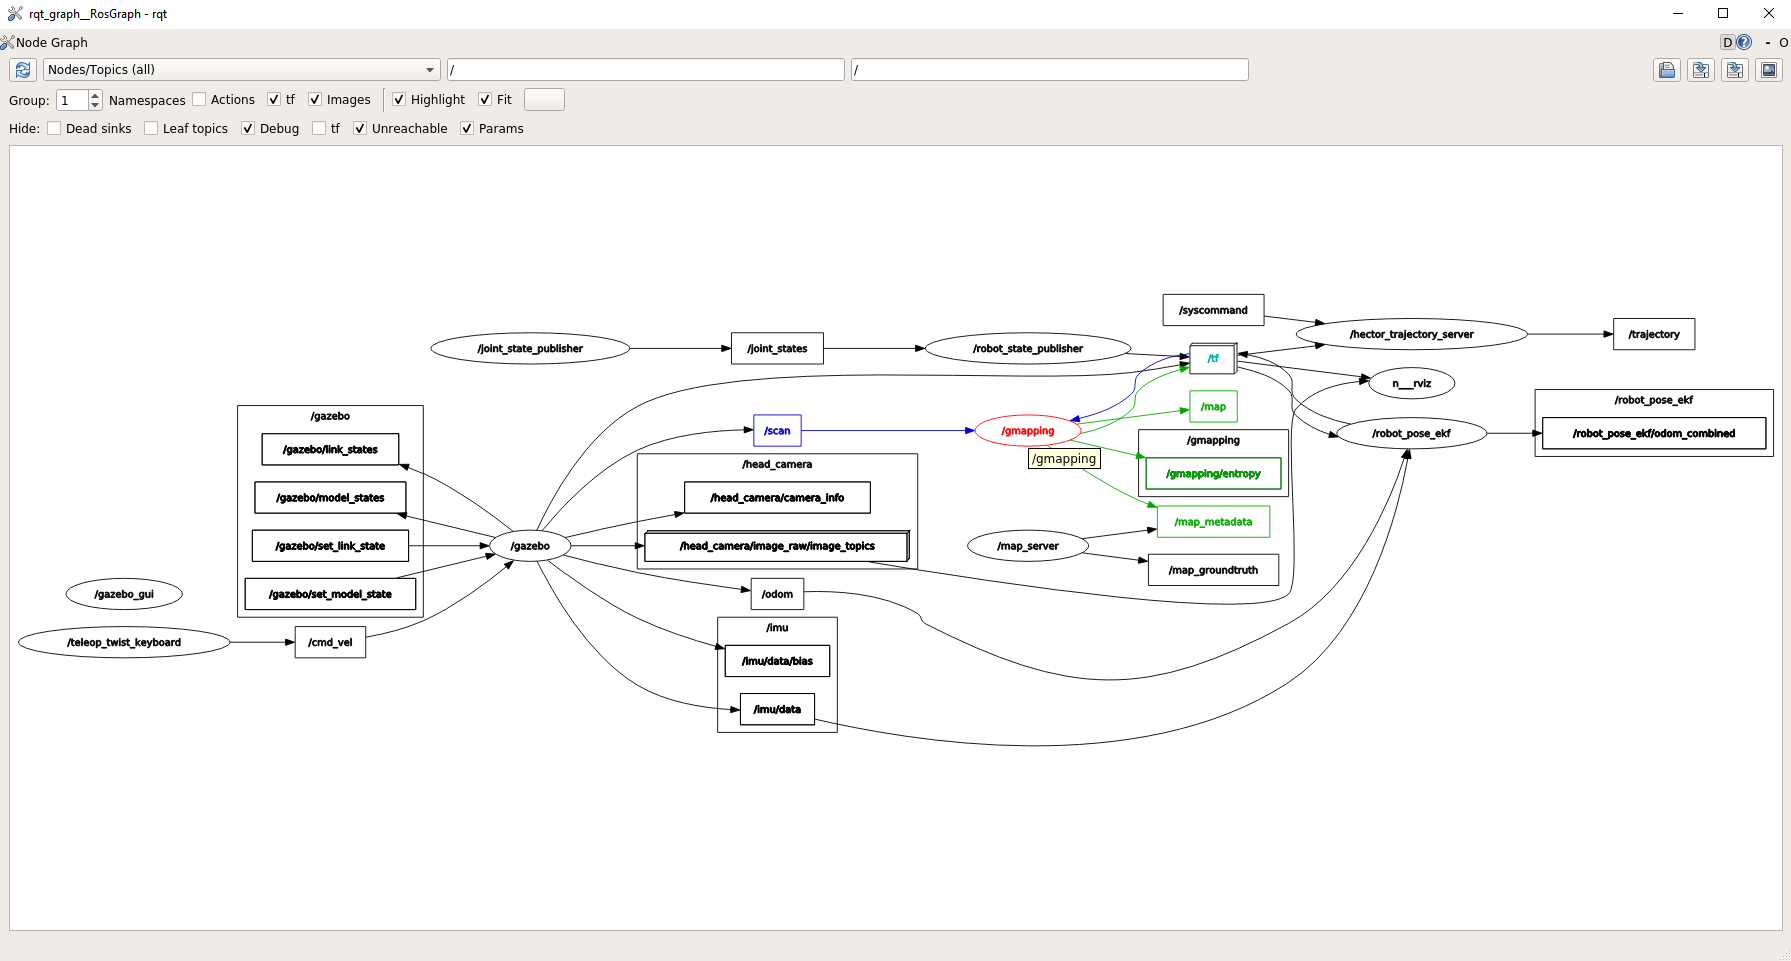 rqt_graph__RosGraph - rqt
Node Graph
D
- O
Nodes/Topics (all)
/
/
Group: 1 Namespaces Actions tf Images Highlight Fit
Hide: Dead sinks Leaf topics Debug tf Unreachable Params
/syscommand
/hector_trajectory_server
/trajectory
/joint_state_publisher
/joint_states
/robot_state_publisher
/tf
n___rviz
/robot_pose_ekf
/map
/gazebo
/scan
/gmapping
/robot_pose_ekf
/robot_pose_ekf/odom_combined
/gmapping
/gazebo/link_states
/gmapping
/head_camera
/gmapping/entropy
/gazebo/model_states
/head_camera/camera_info
/map_metadata
/gazebo/set_link_state
/gazebo
/head_camera/image_raw/image_topics
/map_server
/map_groundtruth
/gazebo_gui
/gazebo/set_model_state
/odom
/teleop_twist_keyboard
/cmd_vel
/imu
/imu/data/bias
/imu/data